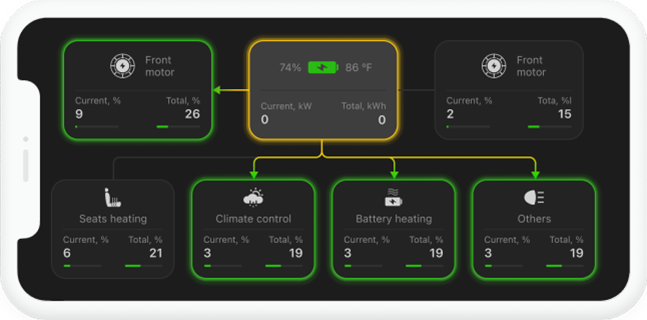 Front
motor
Current, % Total, %
9 26
74% 86 °F
Current, kW Total, kWh
0 0
Front
motor
Current, % Tota, %l
2 15
Seats heating
Current, % Total, %
6 21
Climate control
Current, % Total, %
3 19
Battery heating
Current, % Total, %
3 19
Others
Current, % Total, %
3 19